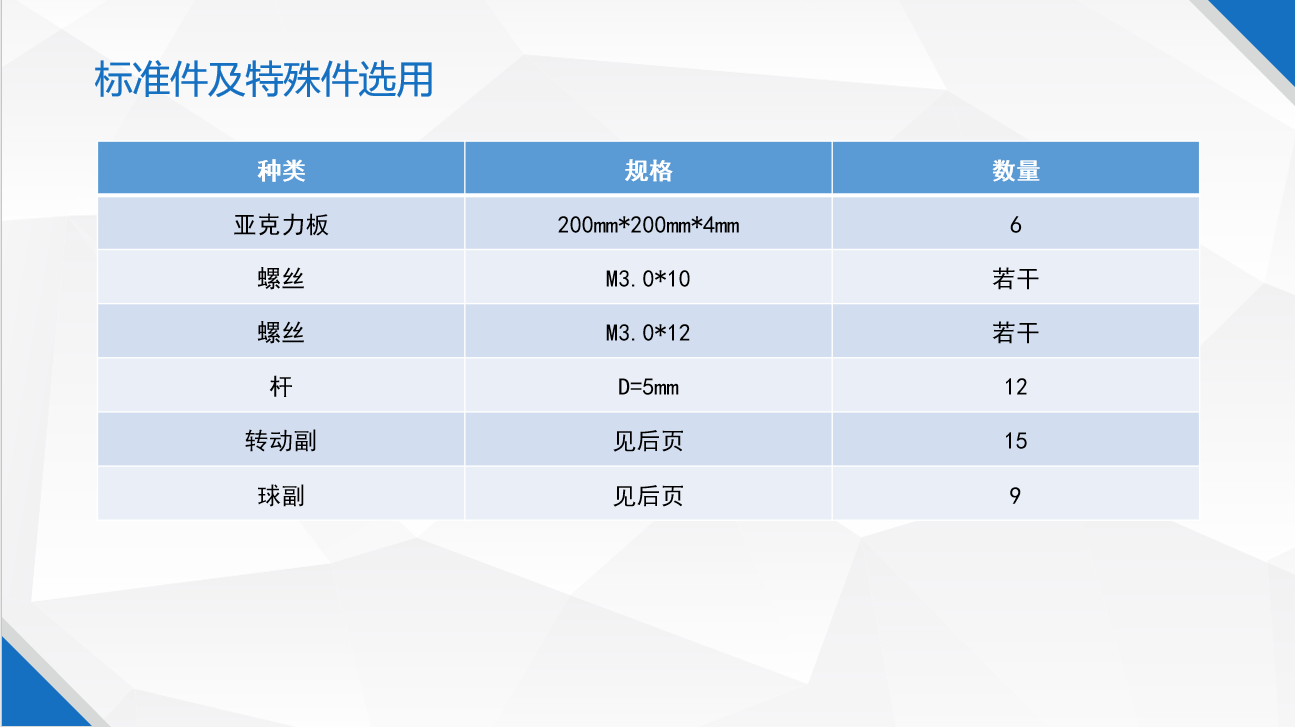 标准件及特殊件选用
种类 规格 数量
亚克力板 200mm*200mm*4mm 6
螺丝 M3.0*10 若干
螺丝 M3.0*12 若干
杆 D=5mm 12
转动副 见后页 15
球副 见后页 9